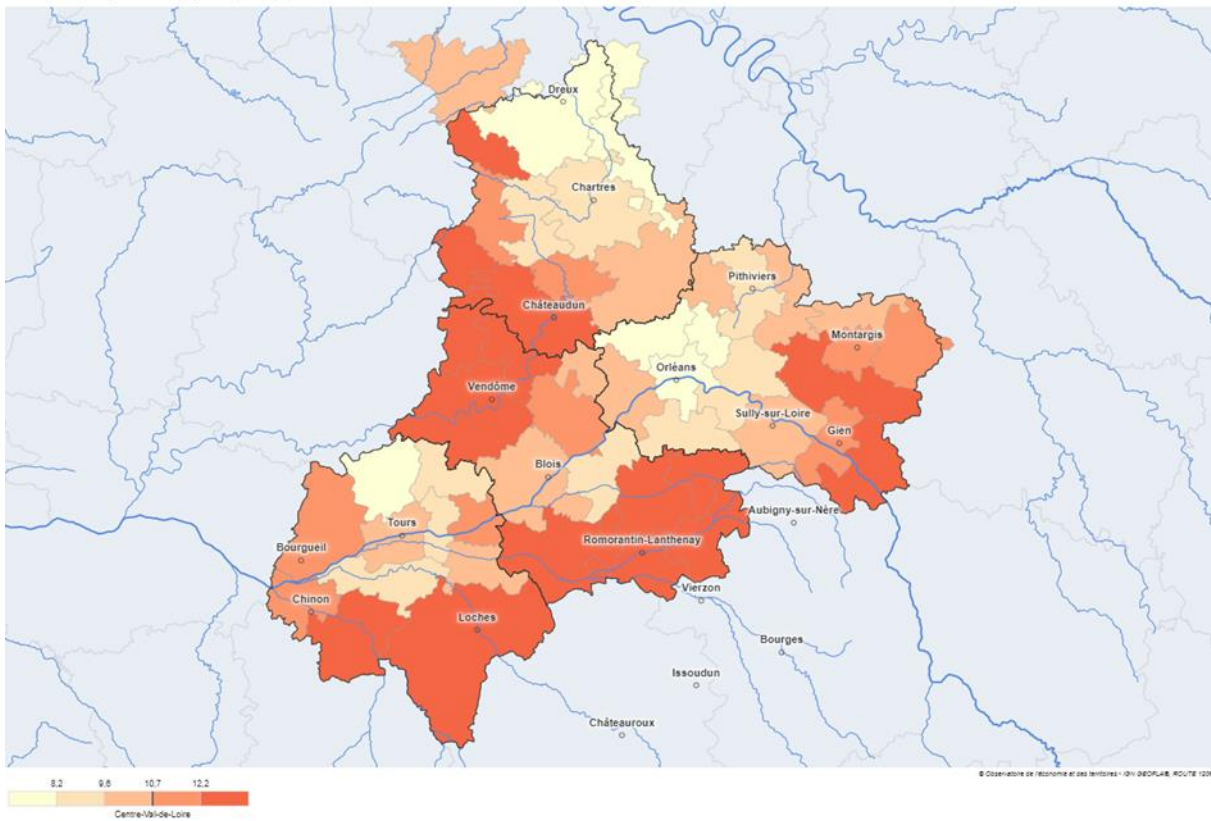 Dreux
Chartres
Pithiviers
Châteaudun
Montargis
Orléans
Vendôme
Sully-sur-Loire
Gien
Blois
Aubigny-sur-Nère
Tours
Romorantin-Lanthenay
Bourgueil
Vierzon
Chinon
Loches
Bourges
Issoudun
Châteauroux
© Observatoire de l'économie et des territoires - IGN GEOFLA®, ROUTE
8,2 9,6 10,7 12,2
Centre-Val-de-Loire